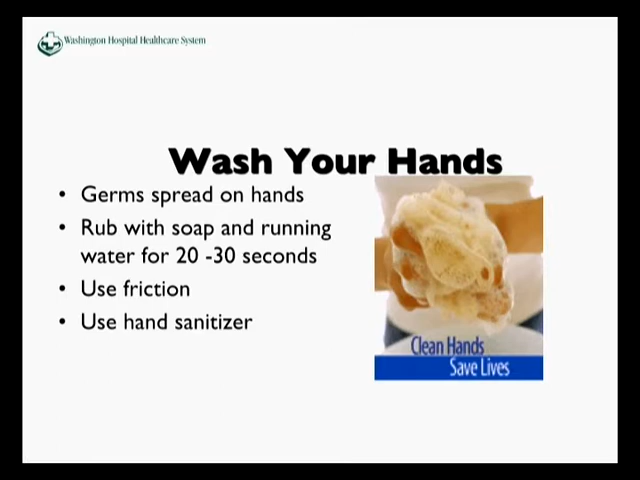 Washington Hospital Healthcare System
Wash Your Hands
• Germs spread on hands
• Rub with soap and running
water for 20 -30 seconds
• Use friction
• Use hand sanitizer
Clean Hands
Save Lives